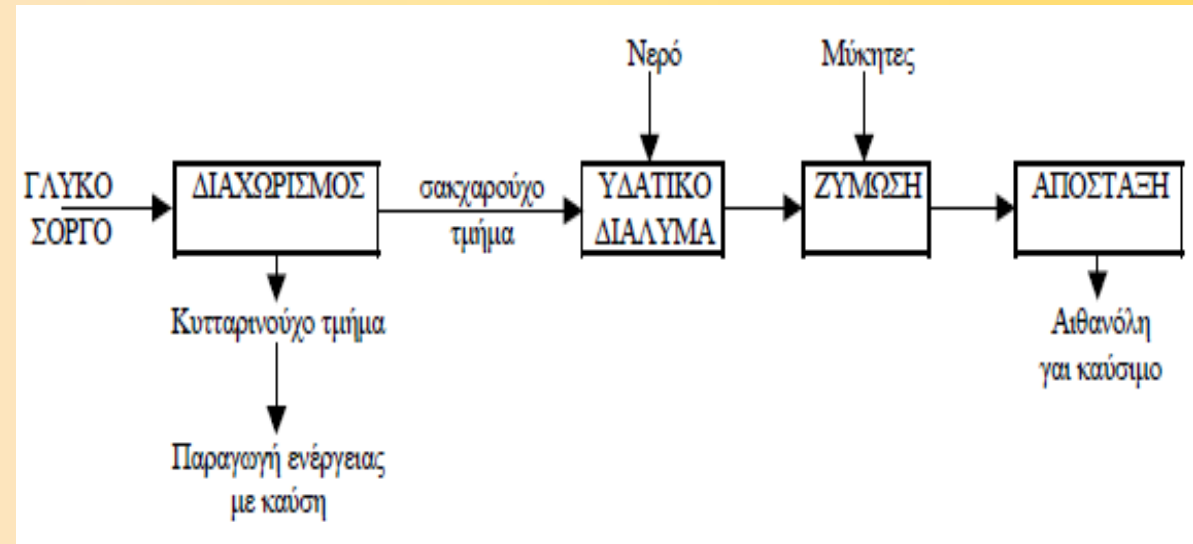 Νερό
Μύκητες
ΓΛΥΚΟ
ΣΟΡΓΟ
ΔΙΑΧΩΡΙΣΜΟΣ
σακχαρούχο
τμήμα
ΥΔΑΤΙΚΟ
ΔΙΑΛΥΜΑ
ΖΥΜΩΣΗ
ΑΠΟΣΤΑΞΗ
Κυτταρινούχο τμήμα
Αιθανόλη
γαι καύσιμο
Παραγωγή ενέργειας
με καύση